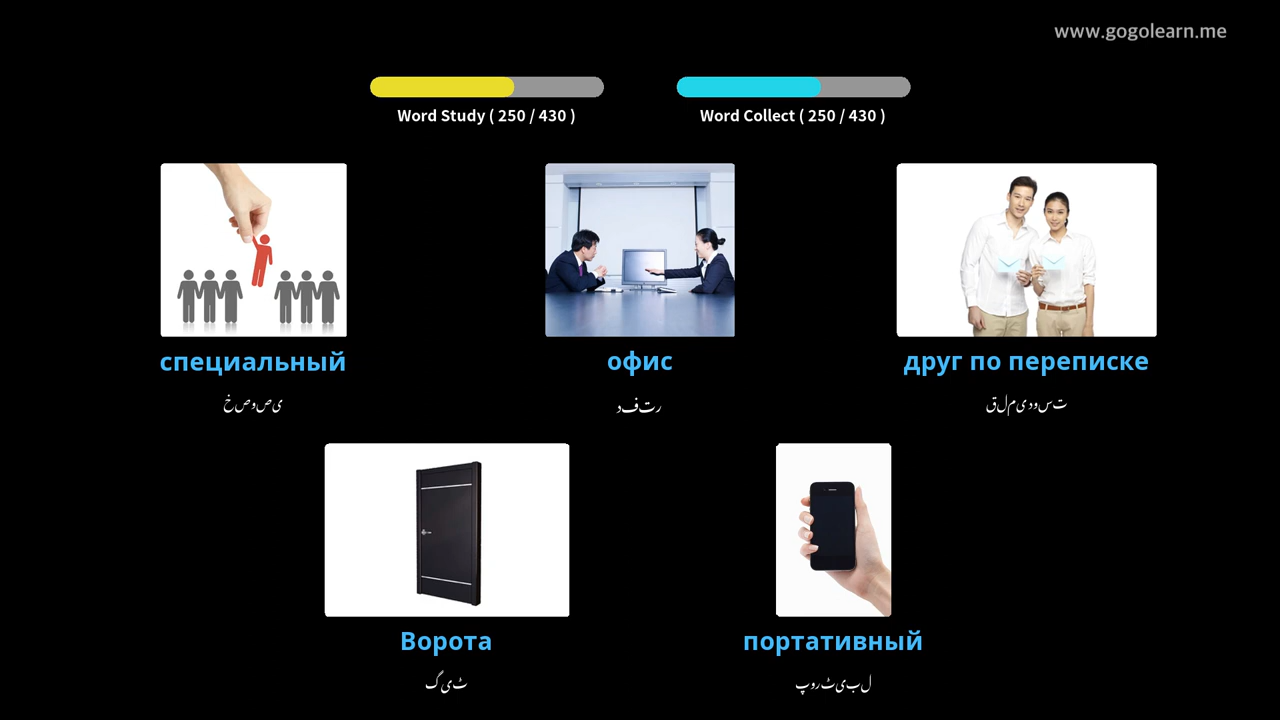 www.gogolearn.me
Word Study ( 250 / 430 )
Word Collect ( 250 / 430 )
специальный
офис
друг по переписке
خصوصی
دفتر
قلمی دوست
Ворота
портативный
گیٹ
پورٹیبل